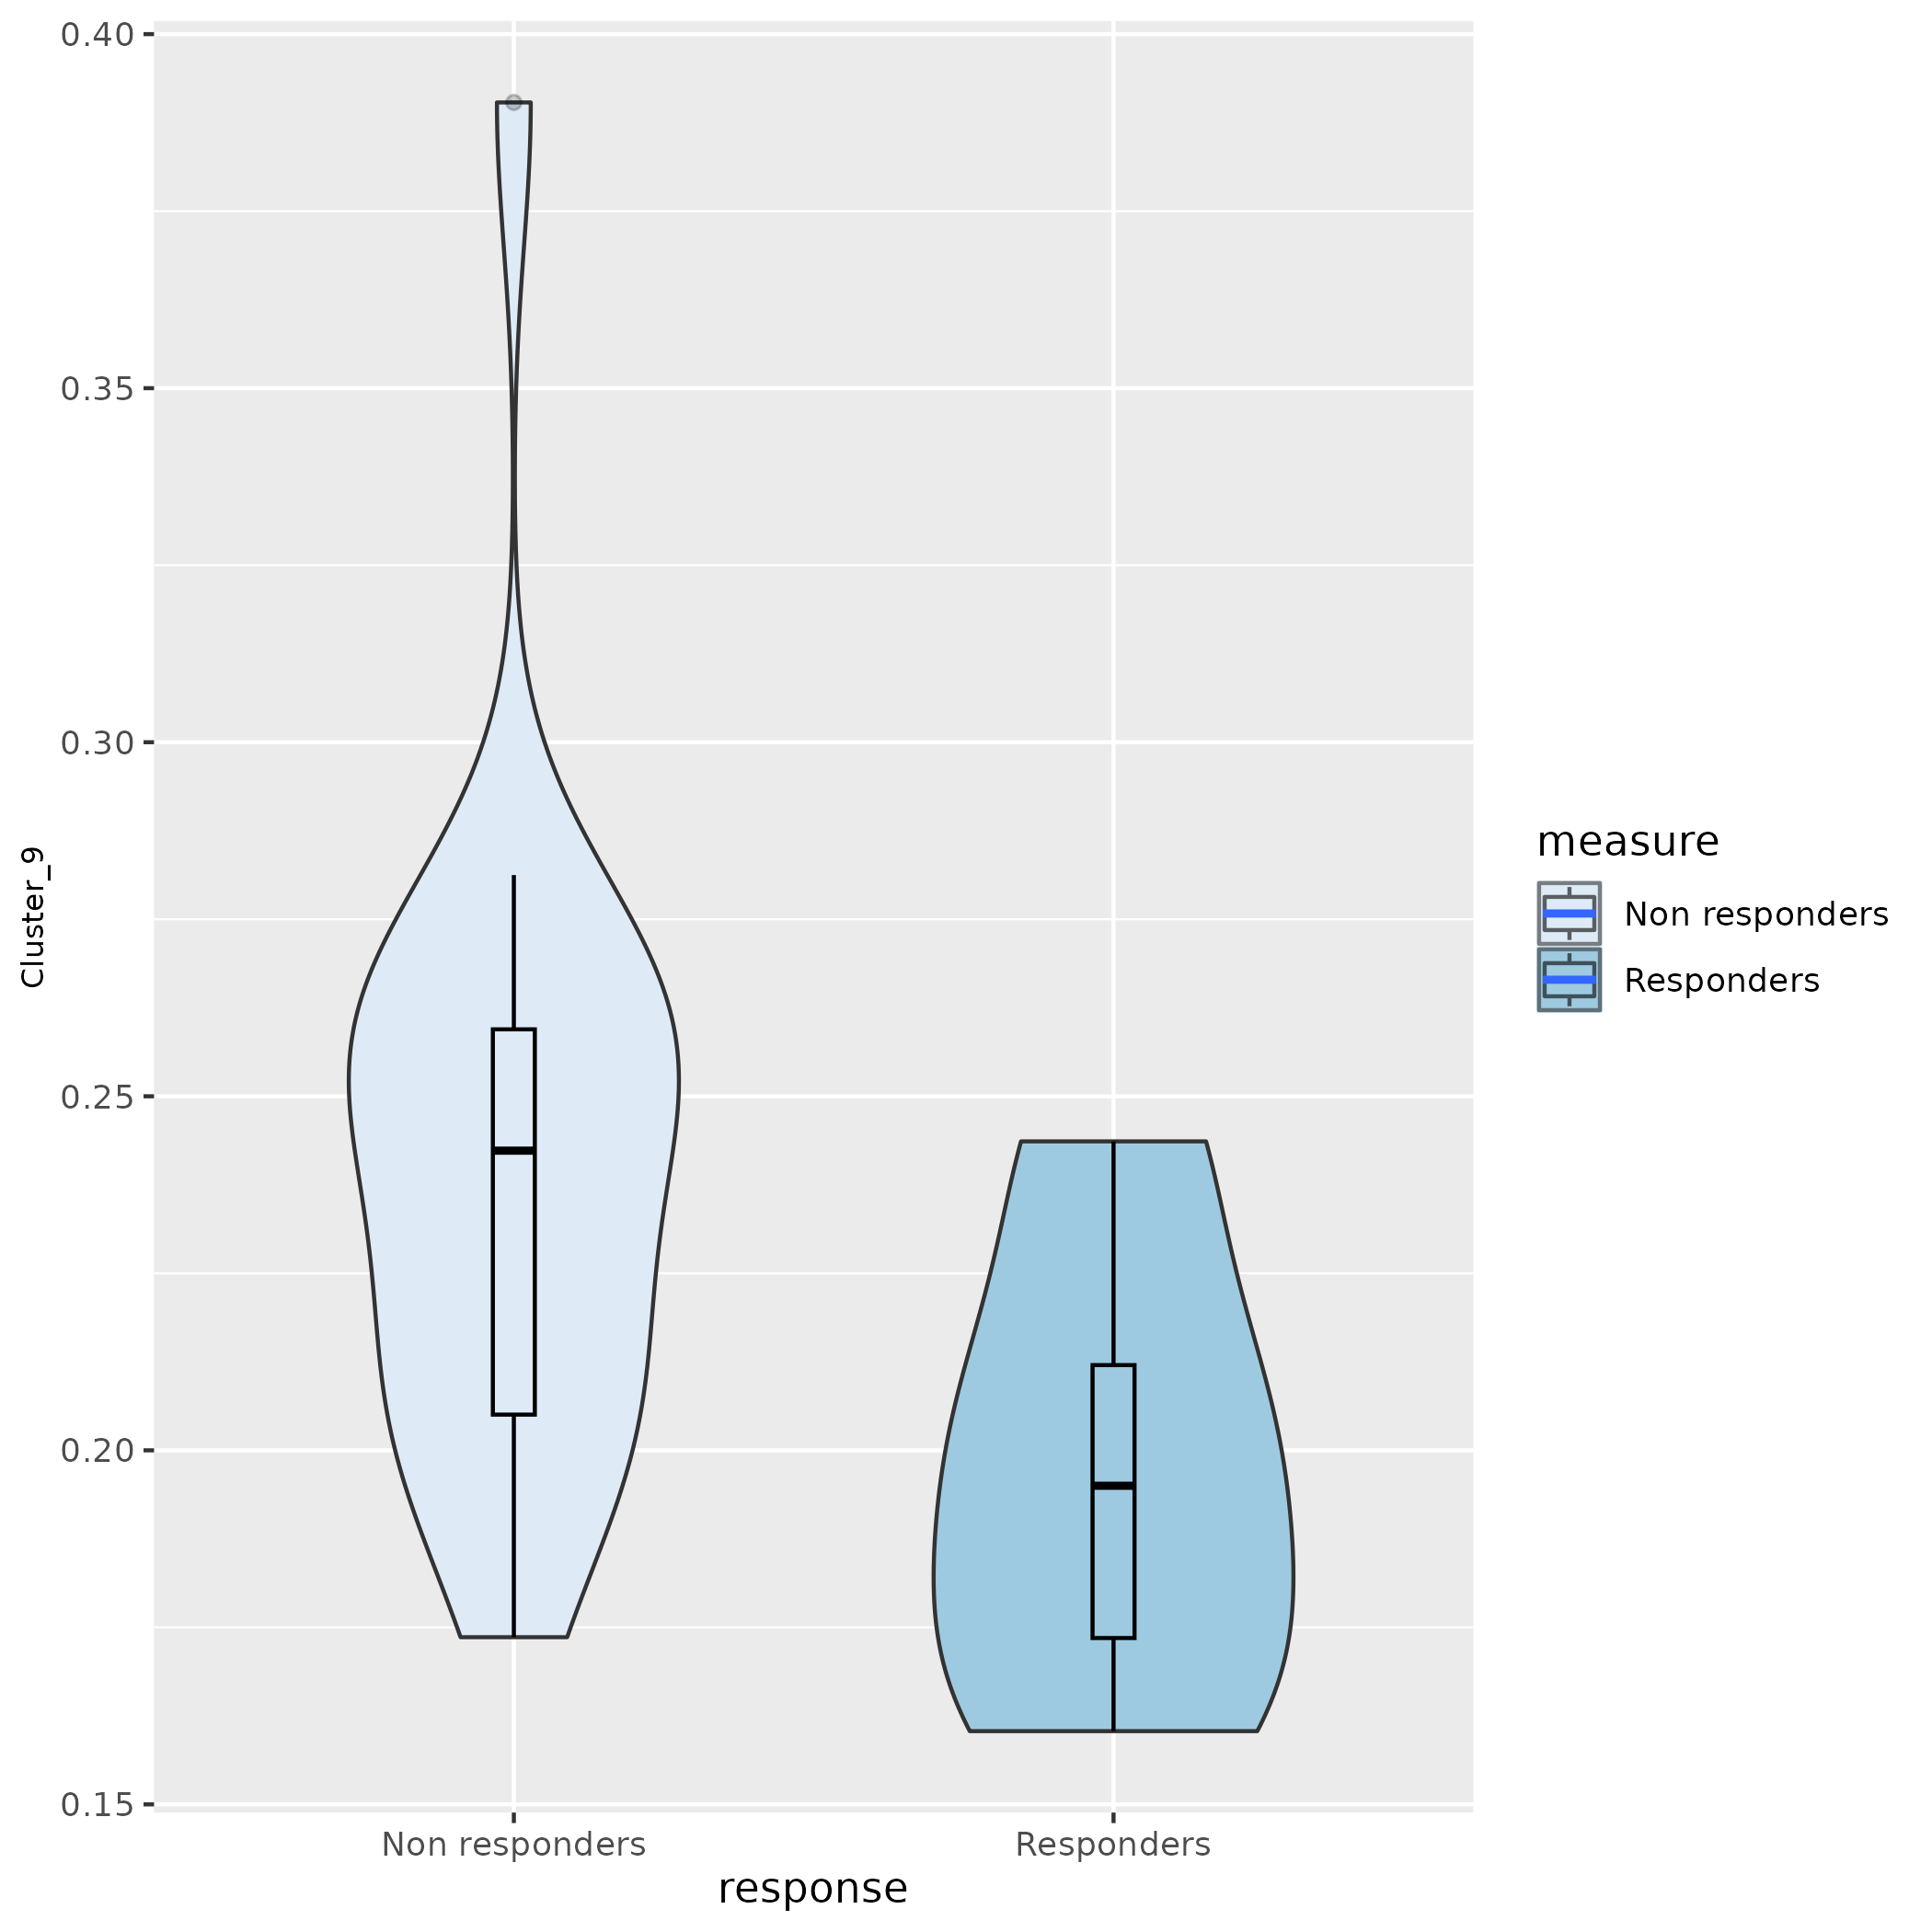 0.40
0.35
0.30
0.25
0.20
0.15
Cluster_9
Non responders
Responders
response
measure
Non responders
Responders